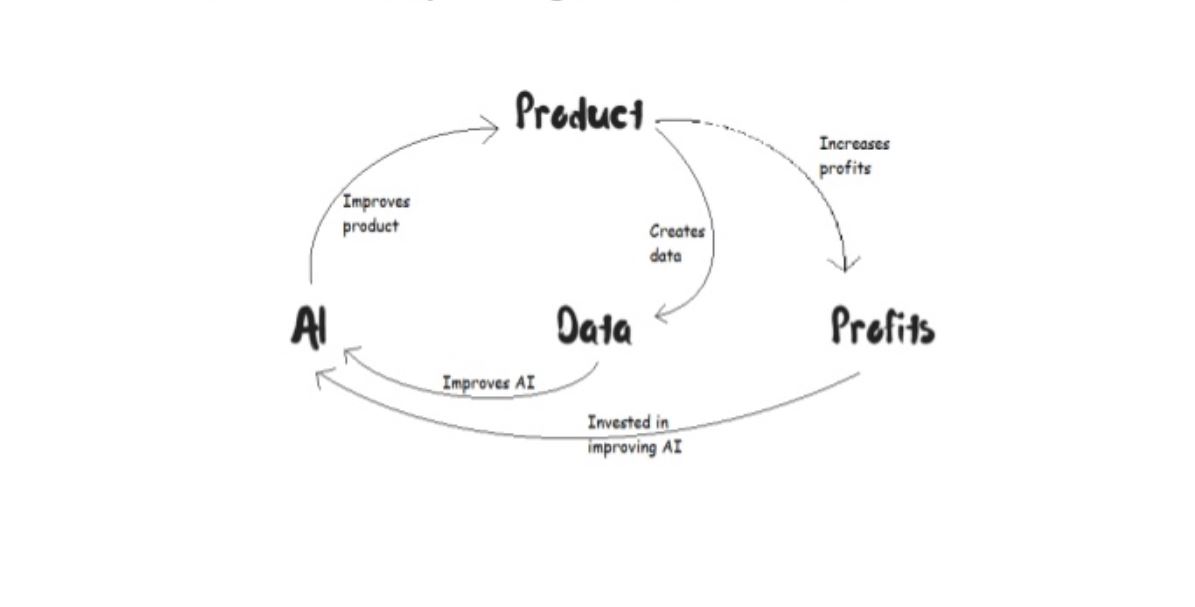 Product
Increases
profits
Improves
product
Creates
data
AI
Data
Profits
Improves AI
Invested in
improving AI